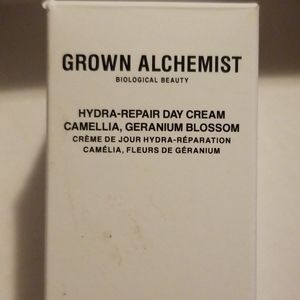 GROWN ALCHEMIST
BIOLOGICAL BEAUTY
HYDRA-REPAIR DAY CREAM
CAMELLIA, GERANIUM BLOSSOM
CRÈME DE JOUR HYDRA-RÉPARATION
CAMÉLIA, FLEURS DE GÉRANIUM